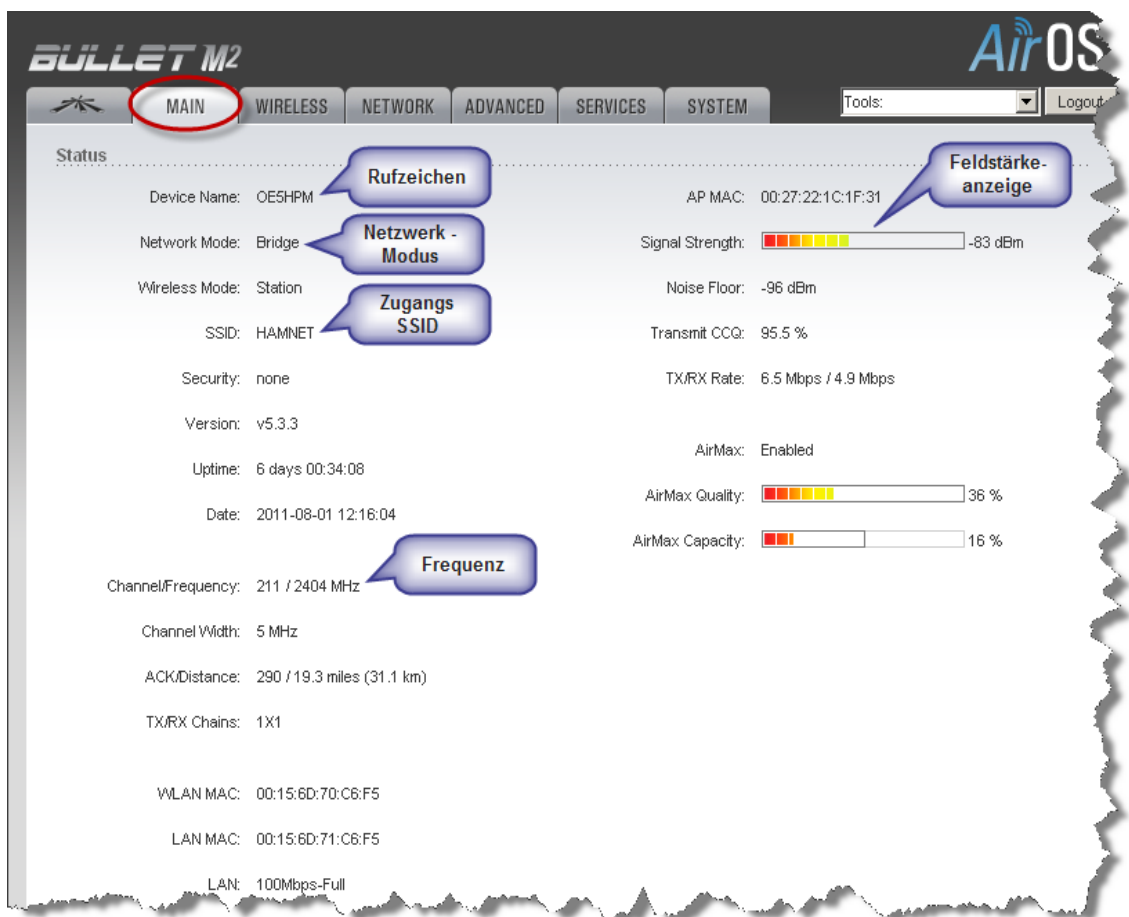 BULLET M2
AirOS
MAIN WIRELESS NETWORK ADVANCED SERVICES SYSTEM
Tools:
Logout
Status
Device Name: OE5HPM
Rufzeichen
Network Mode: Bridge
Netzwerk -
Modus
Wireless Mode: Station
SSID: HAMNET
Zugangs
SSID
Security: none
Version: v5.3.3
Uptime: 6 days 00:34:08
Date: 2011-08-01 12:16:04
Channel/Frequency: 211 / 2404 MHz
Frequenz
Channel Width: 5 MHz
ACK/Distance: 290 / 19.3 miles (31.1 km)
TX/RX Chains: 1X1
WLAN MAC: 00:15:6D:70:C6:F5
LAN MAC: 00:15:6D:71:C6:F5
LAN: 100Mbps-Full
Feldstärke-
anzeige
AP MAC: 00:27:22:1C:1F:31
Signal Strength: -83 dBm
Noise Floor: -96 dBm
Transmit CCQ: 95.5 %
TX/RX Rate: 6.5 Mbps / 4.9 Mbps
AirMax: Enabled
AirMax Quality: 36 %
AirMax Capacity: 16 %